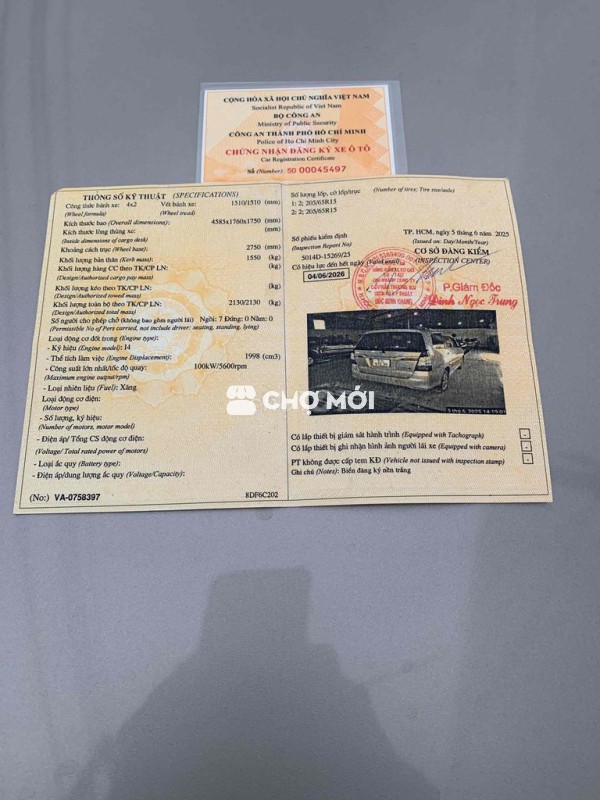 CỘNG HÒA XÃ HỘI CHỦ NGHĨA VIỆT NAM
Socialist Republic of Viet Nam
BỘ CÔNG AN
Ministry of Public Security
CÔNG AN THÀNH PHỐ HỒ CHÍ MINH
Police of Ho Chi Minh City
CHỨNG NHẬN ĐĂNG KÝ XE Ô TÔ
Car Registration Certificate
Số (Number): 50 00045497
THÔNG SỐ KỸ THUẬT (SPECIFICATIONS)
Công thức bánh xe: 4x2 Vết bánh xe: 1510/1510 (mm)
(Wheel formula) (Wheel tread)
Kích thước bao (Overall dimensions): 4585x1760x1750 (mm)
Kích thước lòng thùng xe: (mm)
(Inside dimensions of cargo desk)
Khoảng cách trục (Wheel base): 2750 (mm)
Khối lượng bản thân (Kerb mass): 1550 (kg)
Khối lượng hàng CC theo TK/CP LN: (kg)
(Design/Authorized cargo pay mass)
Khối lượng kéo theo TK/CP LN: (kg)
(Design/Authorized towed mass)
Khối lượng toàn bộ theo TK/CP LN: 2130/2130 (kg)
(Design/Authorized total mass)
Số người cho phép chở (không bao gồm người lái) Ngồi: 7 Đứng: 0 Nằm: 0
(Permissible No of Pers carried, not include driver: seating, standing, lying)
Loại động cơ đốt trong (Engine type):
- Ký hiệu (Engine model): I4
- Thể tích làm việc (Engine Displacement): 1998 (cm3)
- Công suất lớn nhất/tốc độ quay: 100kW/5600rpm
(Maximum engine output/rpm)
- Loại nhiên liệu (Fuel): Xăng
Loại động cơ điện:
(Motor type)
- Số lượng, ký hiệu:
(Number of motors, motor model)
- Điện áp/ Tổng CS động cơ điện:
(Voltage/ Total rated power of motors)
- Loại ắc quy (Battery type):
- Điện áp/dung lượng ắc quy (Voltage/Capacity):
(No:) VA-0758397 8DF6C202
Số lượng lốp, cỡ lốp/trục (Number of tires; Tire size/axle)
1: 2; 205/65R15
2: 2; 205/65R15
Số phiếu kiểm định TP. HCM, ngày 5 tháng 6 năm 2025
(Inspection Report No) (Issued on: Day/Month/Year)
5014D-15269/25 CƠ SỞ ĐĂNG KIỂM
Có hiệu lực đến hết ngày (INSPECTION CENTER)
04/06/2026
P.Giám Đốc
Đinh Ngọc Trung
CHỢ MỚI
Có lắp thiết bị giám sát hành trình (Equipped with Tachograph) -
Có lắp thiết bị ghi nhận hình ảnh người lái xe (Equipped with camera) -
PT không được cấp tem KĐ (Vehicle not issued with inspection stamp) -
Ghi chú (Notes): Biển đăng ký nền trắng